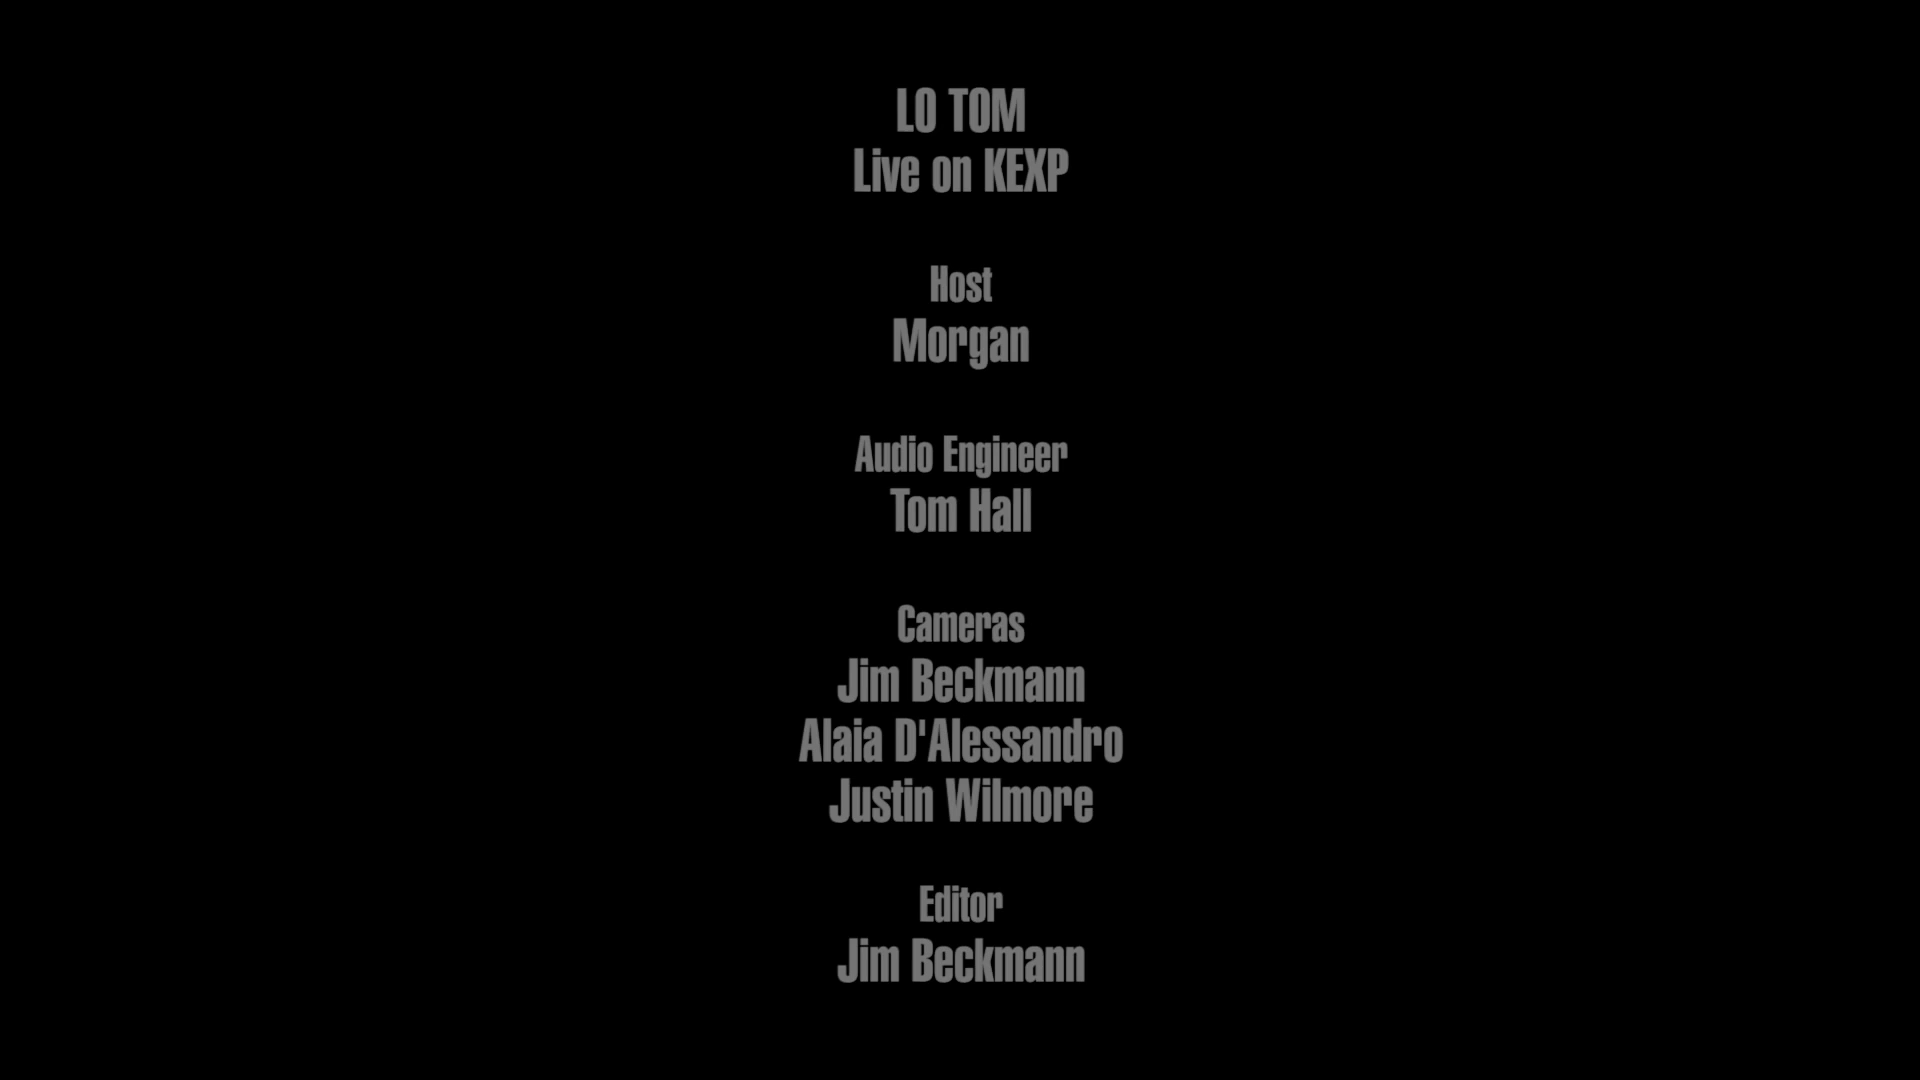 LO TOM
Live on KEXP
Host
Morgan
Audio Engineer
Tom Hall
Cameras
Jim Beckmann
Alaia D'Alessandro
Justin Wilmore
Editor
Jim Beckmann